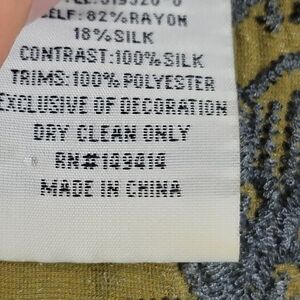 SELF: 82%RAYON
18%SILK
CONTRAST: 100%SILK
TRIMS: 100%POLYESTER
EXCLUSIVE OF DECORATION
DRY CLEAN ONLY
RN#149414
MADE IN CHINA